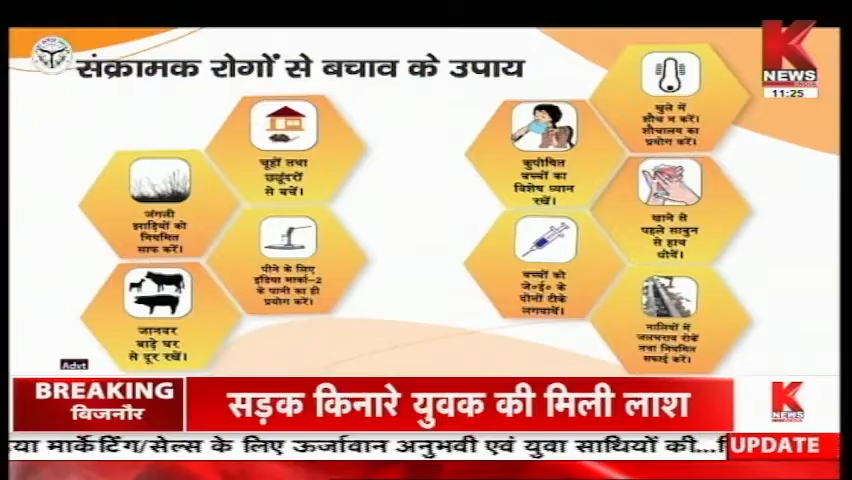 संक्रामक रोगों से बचाव के उपाय
K
NEWS
11:25
चूहों तथा
छछूंदरों
से बचें।
जंगली
झाड़ियों को
नियमित
साफ करें।
पीने के लिए
इंडिया मार्का-2
के पानी का ही
प्रयोग करें।
जानवर
बाड़े घर
से दूर रखें।
खुले में
शौच न करें।
शौचालय का
प्रयोग करें।
कुपोषित
बच्चों का
विशेष ध्यान
रखें।
खाने से
पहले साबुन
से हाथ
धोयें।
बच्चों को
जे०ई० के
दोनों टीके
लगवायें।
नालियों में
जलभराव रोकें
तथा नियमित
सफाई करें।
Advt
BREAKING
बिजनौर
सड़क किनारे युवक की मिली लाश
K
NEWS
या मार्केटिंग/सेल्स के लिए ऊर्जावान अनुभवी एवं युवा साथियों की...
UPDATE